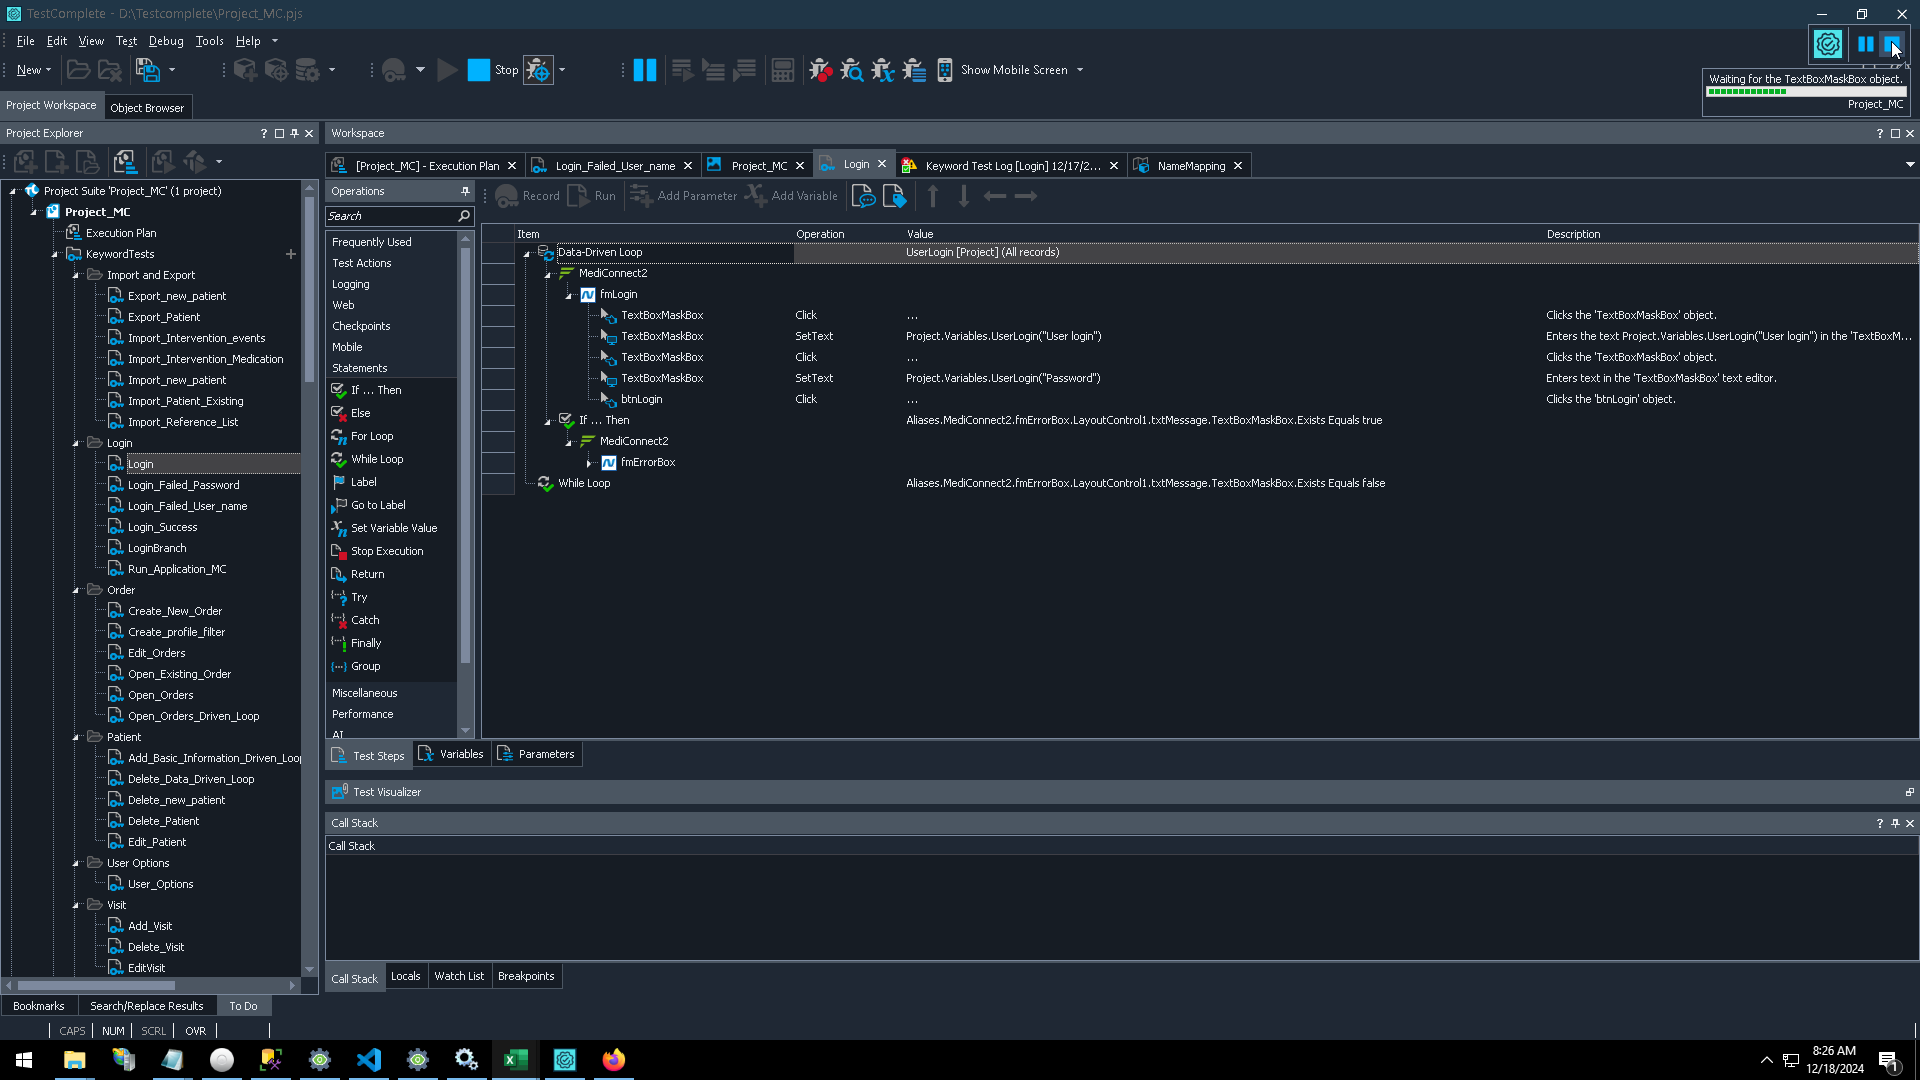 TestComplete - D:\Testcomplete\Project_MC.pjs
File Edit View Test Debug Tools Help
New Stop Show Mobile Screen
Waiting for the TextBoxMaskBox object.
Project_MC
Project Workspace Object Browser
Project Explorer ?
Workspace ?
[Project_MC] - Execution Plan Login_Failed_User_name Project_MC Login Keyword Test Log [Login] 12/17/2... NameMapping
Project Suite 'Project_MC' (1 project)
Project_MC
Execution Plan
KeywordTests
Import and Export
Export_new_patient
Export_Patient
Import_Intervention_events
Import_Intervention_Medication
Import_new_patient
Import_Patient_Existing
Import_Reference_List
Login
Login
Login_Failed_Password
Login_Failed_User_name
Login_Success
LoginBranch
Run_Application_MC
Order
Create_New_Order
Create_profile_filter
Edit_Orders
Open_Existing_Order
Open_Orders
Open_Orders_Driven_Loop
Patient
Add_Basic_Information_Driven_Loop
Delete_Data_Driven_Loop
Delete_new_patient
Delete_Patient
Edit_Patient
User Options
User_Options
Visit
Add_Visit
Delete_Visit
EditVisit
Operations
Search
Frequently Used
Test Actions
Logging
Web
Checkpoints
Mobile
Statements
If ... Then
Else
For Loop
While Loop
Label
Go to Label
Set Variable Value
Stop Execution
Return
Try
Catch
Finally
Group
Miscellaneous
Performance
AI
Record Run Add Parameter Add Variable
Item Operation Value Description
Data-Driven Loop UserLogin [Project] (All records)
MediConnect2
fmLogin
TextBoxMaskBox Click ... Clicks the 'TextBoxMaskBox' object.
TextBoxMaskBox SetText Project.Variables.UserLogin("User login") Enters the text Project.Variables.UserLogin("User login") in the 'TextBoxM...
TextBoxMaskBox Click ... Clicks the 'TextBoxMaskBox' object.
TextBoxMaskBox SetText Project.Variables.UserLogin("Password") Enters text in the 'TextBoxMaskBox' text editor.
btnLogin Click ... Clicks the 'btnLogin' object.
If ... Then Aliases.MediConnect2.fmErrorBox.LayoutControl1.txtMessage.TextBoxMaskBox.Exists Equals true
MediConnect2
fmErrorBox
While Loop Aliases.MediConnect2.fmErrorBox.LayoutControl1.txtMessage.TextBoxMaskBox.Exists Equals false
Test Steps Variables Parameters
Test Visualizer
Call Stack ?
Call Stack
Call Stack Locals Watch List Breakpoints
Bookmarks Search/Replace Results To Do
CAPS NUM SCRL OVR
8:26 AM
12/18/2024
1